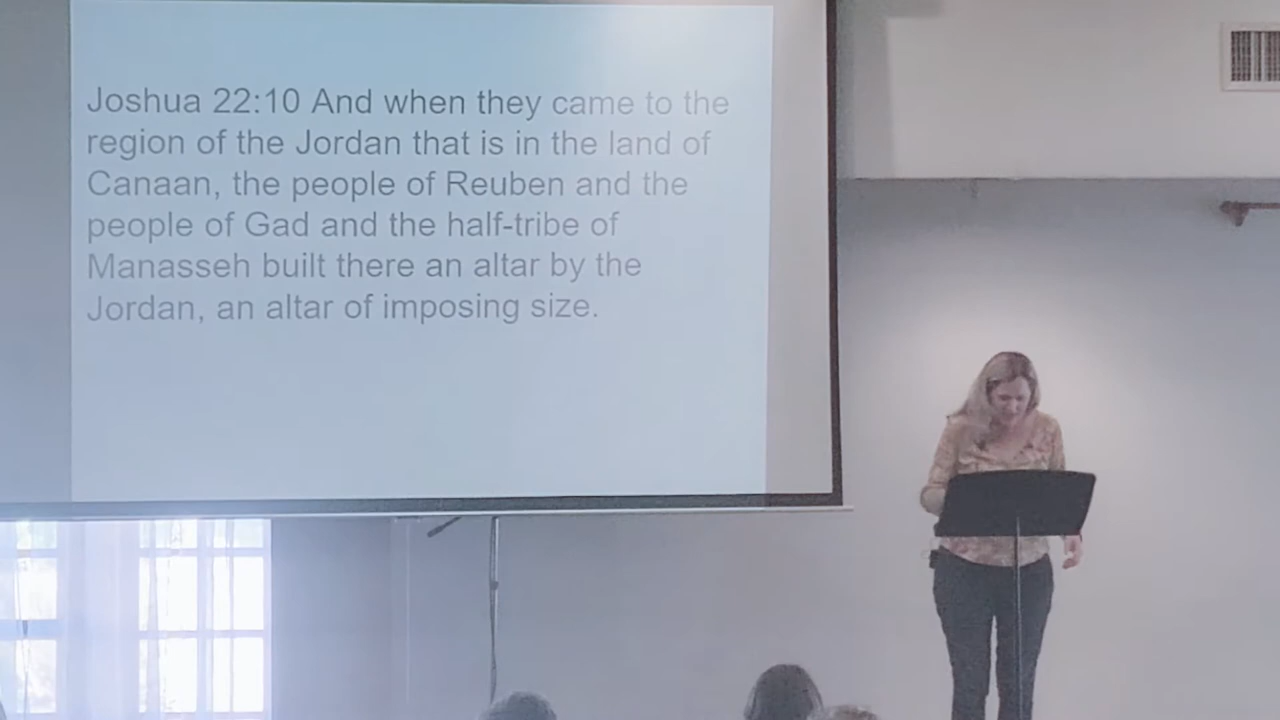 Joshua 22:10 And when they came to the
region of the Jordan that is in the land of
Canaan, the people of Reuben and the
people of Gad and the half-tribe of
Manasseh built there an altar by the
Jordan, an altar of imposing size.